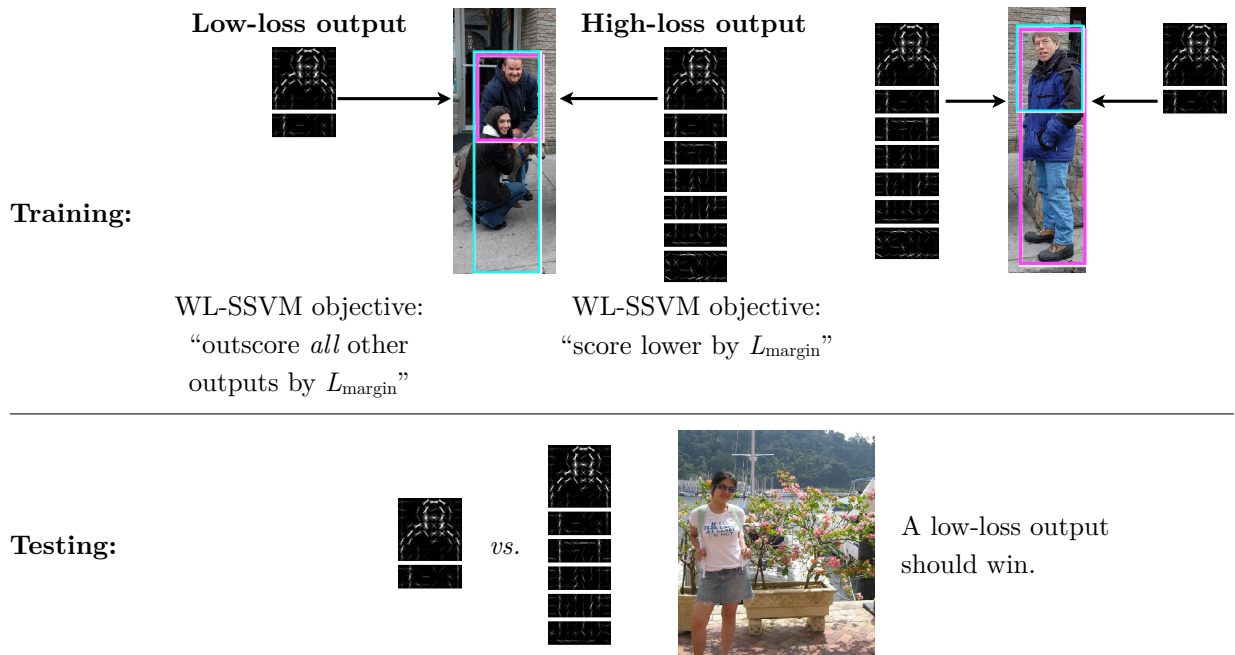 Low-loss output
High-loss output
Training:
WL-SSVM objective:
“outscore all other
outputs by Lmargin”
WL-SSVM objective:
“score lower by Lmargin”
Testing:
vs.
A low-loss output
should win.